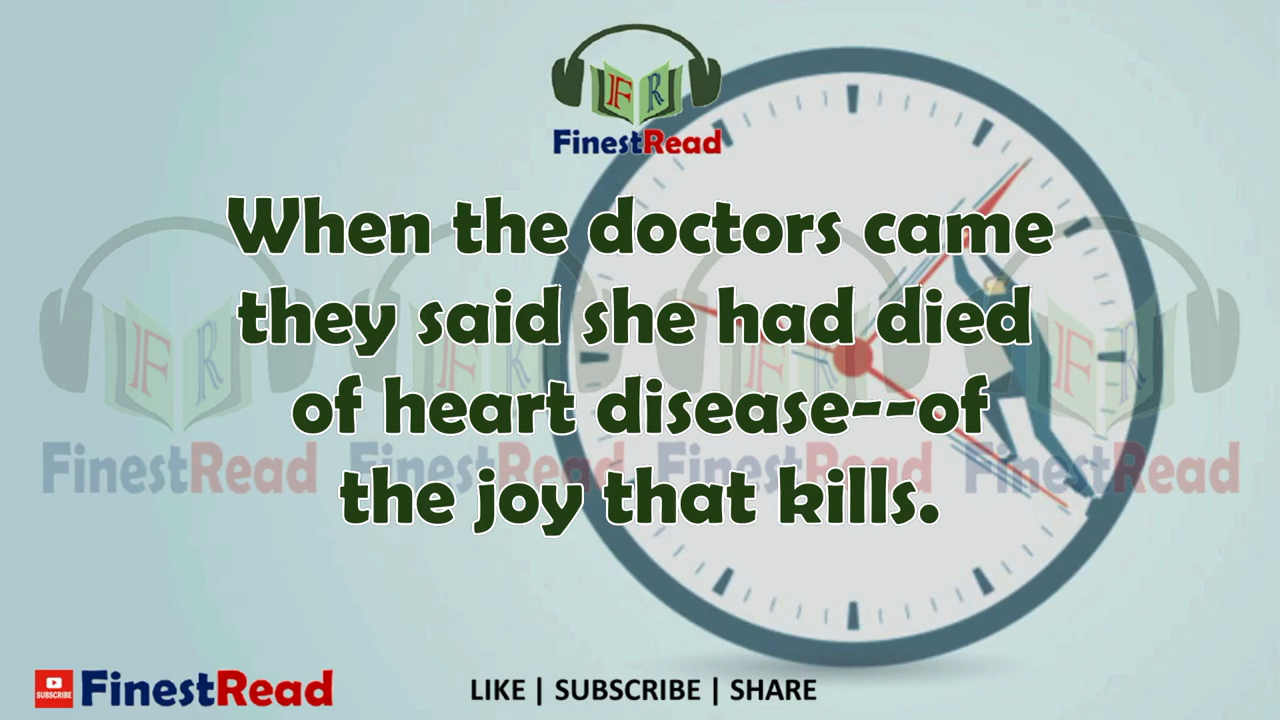 F R
FinestRead
When the doctors came
they said she had died
of heart disease--of
the joy that kills.
F R
F R
F R
F R
FinestRead FinestRead FinestRead FinestRead
SUBSCRIBE FinestRead LIKE | SUBSCRIBE | SHARE